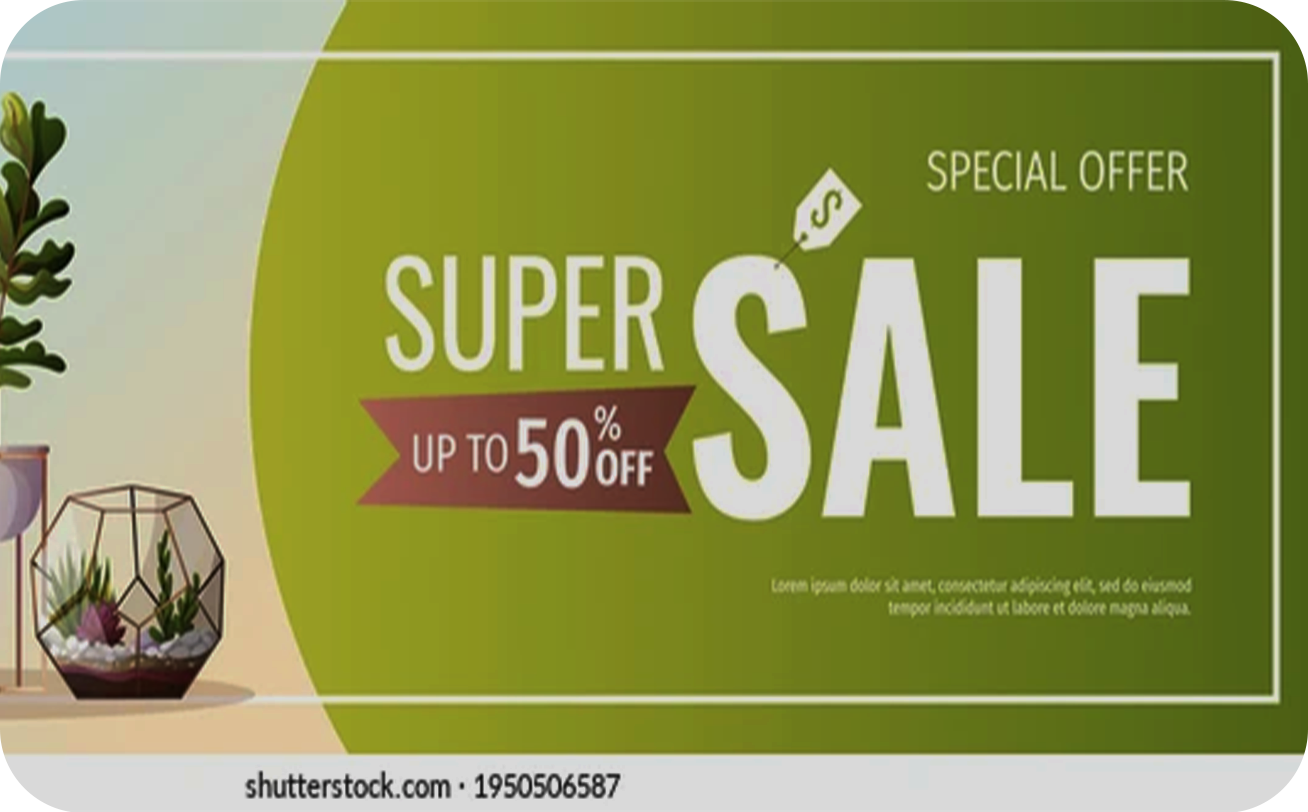 SPECIAL OFFER
$
SUPER SALE
UP TO 50% OFF
Lorem ipsum dolor sit amet, consectetur adipiscing elit, sed do eiusmod
tempor incididunt ut labore et dolore magna aliqua.
shutterstock.com · 1950506587